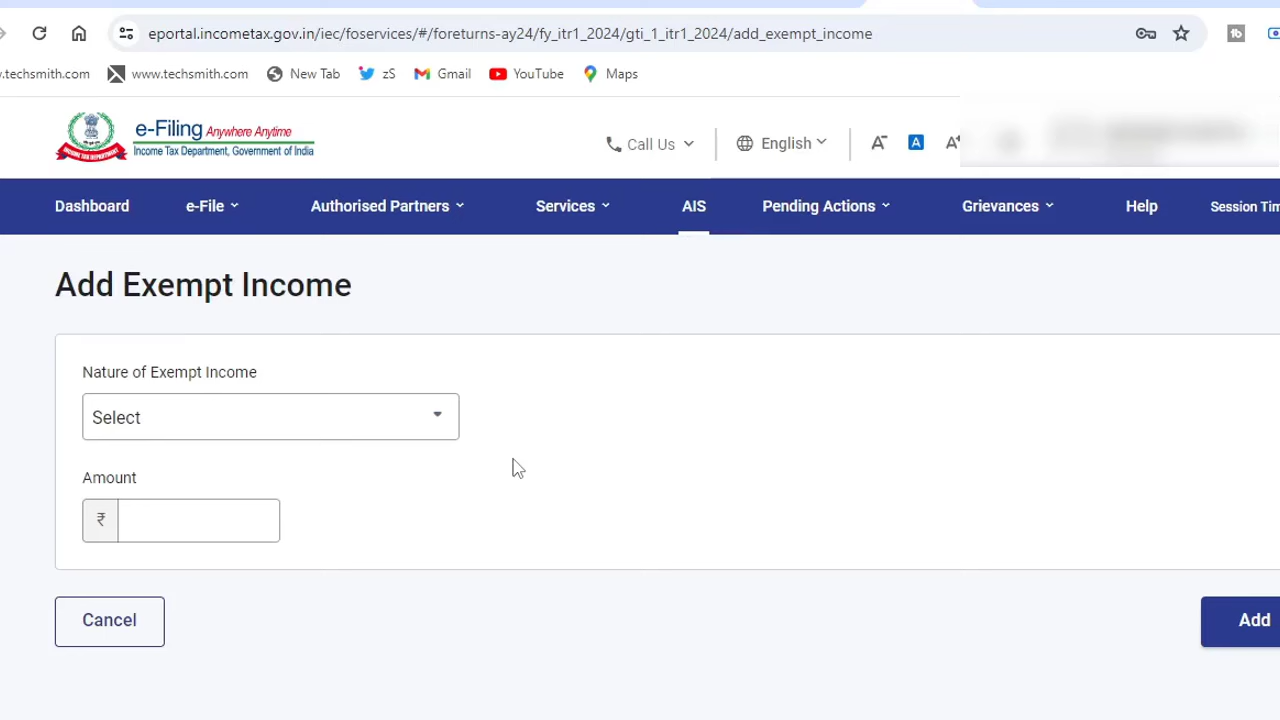 eportal.incometax.gov.in/iec/foservices/#/foreturns-ay24/fy_itr1_2024/gti_1_itr1_2024/add_exempt_income
.techsmith.com www.techsmith.com New Tab zS Gmail YouTube Maps
e-Filing Anywhere Anytime
Income Tax Department, Government of India
INCOME TAX DEPARTMENT
Call Us English A A A
Dashboard e-File Authorised Partners Services AIS Pending Actions Grievances Help Session Tim
Add Exempt Income
Nature of Exempt Income
Select
Amount
₹
Cancel Add